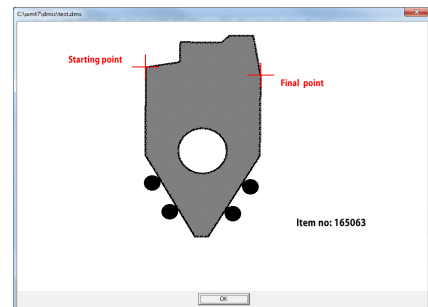 C:\wmt7\dmis\test.dms
Starting point
Final point
Item no: 165063
OK